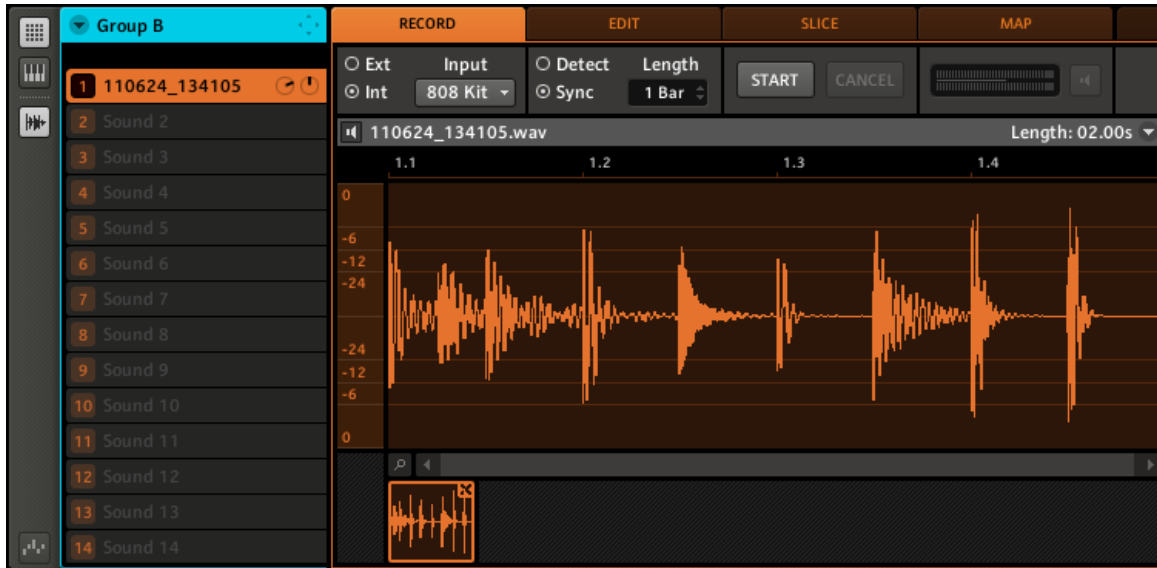 Group B
RECORD EDIT SLICE MAP
Ext Input Detect Length
Int 808 Kit Sync 1 Bar START CANCEL
1 110624_134105
2 Sound 2
3 Sound 3
4 Sound 4
5 Sound 5
6 Sound 6
7 Sound 7
8 Sound 8
9 Sound 9
10 Sound 10
11 Sound 11
12 Sound 12
13 Sound 13
14 Sound 14
110624_134105.wav Length: 02.00s
1.1 1.2 1.3 1.4
0
-6
-12
-24
-24
-12
-6
0